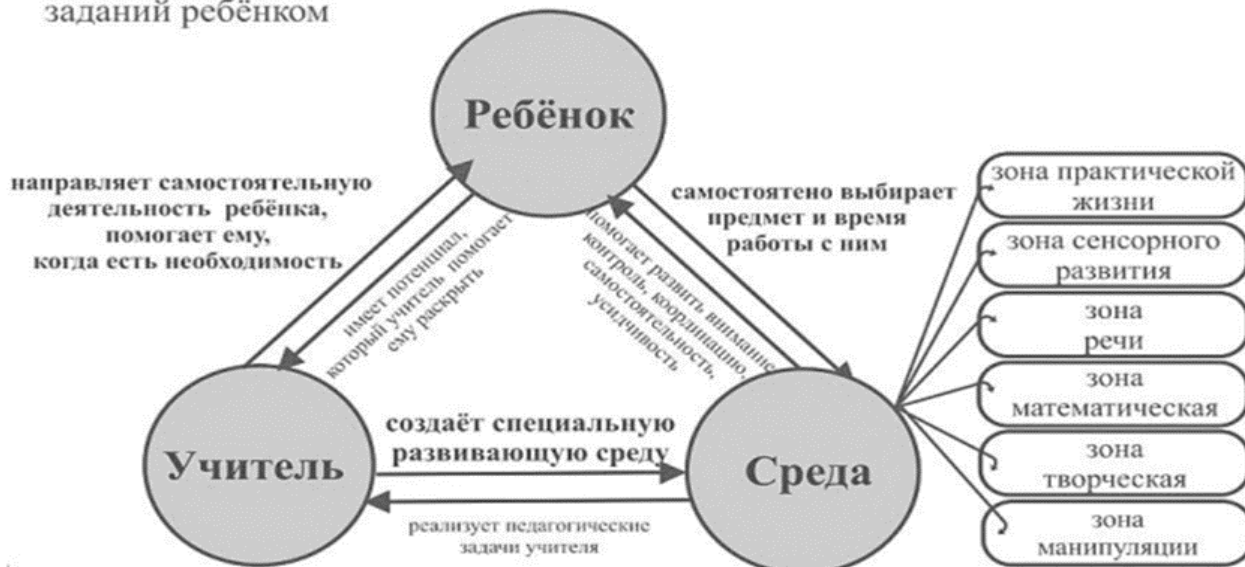 заданий ребёнком
Ребёнок
направляет самостоятельную
деятельность ребёнка,
помогает ему,
когда есть необходимость
имеет потенциал,
который учитель помогает
ему раскрыть
помогает развить внимание,
контроль, координацию,
самостоятельность,
усидчивость
самостоятено выбирает
предмет и время
работы с ним
Учитель
создаёт специальную
развивающую среду
реализует педагогические
задачи учителя
Среда
зона практической
жизни
зона сенсорного
развития
зона
речи
зона
математическая
зона
творческая
зона
манипуляции